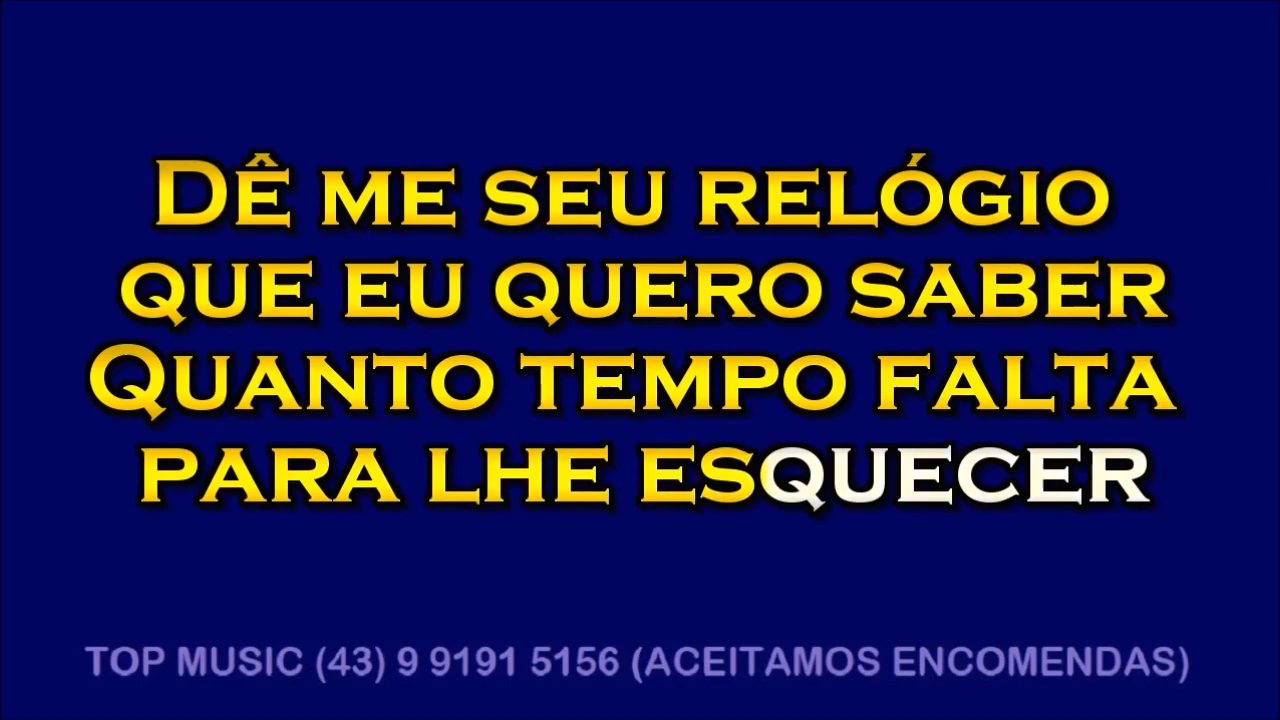 DÊ ME SEU RELÓGIO
QUE EU QUERO SABER
QUANTO TEMPO FALTA
PARA LHE ESQUECER
TOP MUSIC (43) 9 9191 5156 (ACEITAMOS ENCOMENDAS)